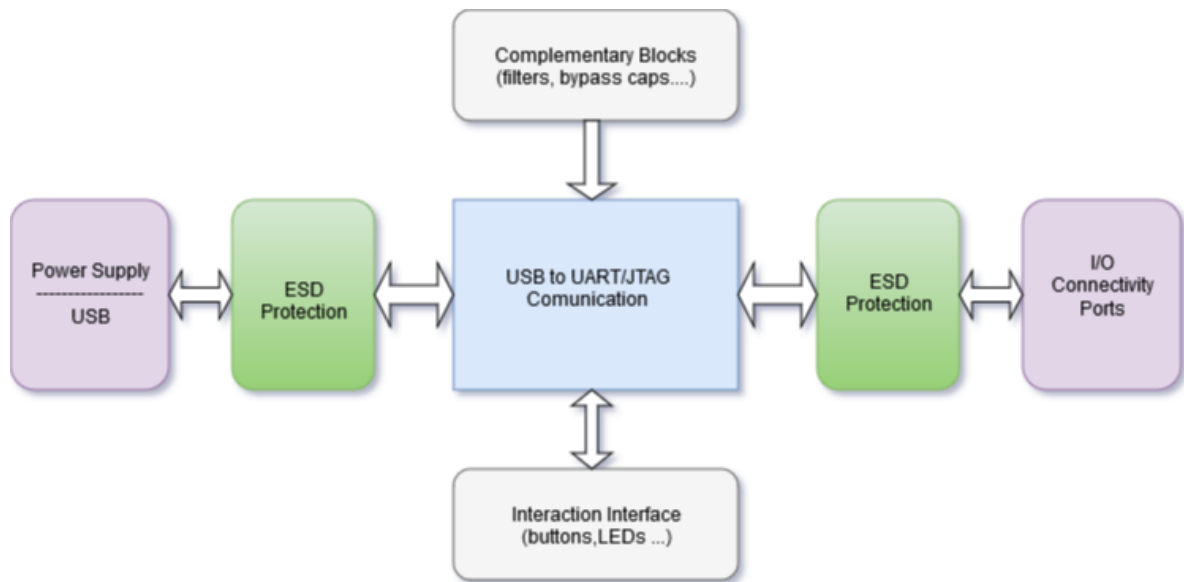 Complementary Blocks
(filters, bypass caps....)
Power Supply
------------------
USB
ESD
Protection
USB to UART/JTAG
Comunication
ESD
Protection
I/O
Connectivity
Ports
Interaction Interface
(buttons,LEDs ...)